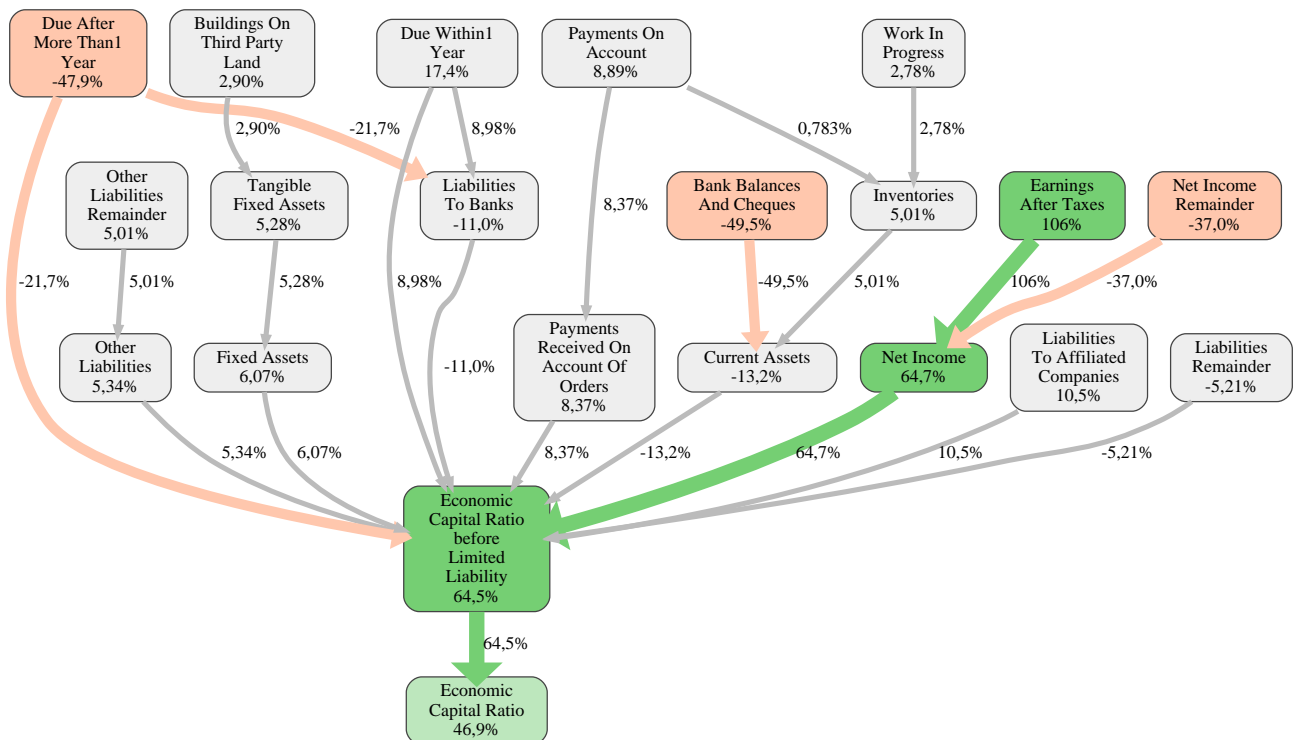 Due After
More Than1
Year
-47,9%
Buildings On
Third Party
Land
2,90%
Due Within1
Year
17,4%
Payments On
Account
8,89%
Work In
Progress
2,78%
2,90%
-21,7%
8,98%
0,783%
2,78%
Other
Liabilities
Remainder
5,01%
Tangible
Fixed Assets
5,28%
Liabilities
To Banks
-11,0%
8,37%
Bank Balances
And Cheques
-49,5%
Inventories
5,01%
Earnings
After Taxes
106%
Net Income
Remainder
-37,0%
-21,7%
5,01%
5,28%
8,98%
-49,5%
5,01%
106%
-37,0%
Other
Liabilities
5,34%
Fixed Assets
6,07%
-11,0%
Payments
Received On
Account Of
Orders
8,37%
Current Assets
-13,2%
Net Income
64,7%
Liabilities
To Affiliated
Companies
10,5%
Liabilities
Remainder
-5,21%
5,34%
6,07%
8,37%
-13,2%
64,7%
10,5%
-5,21%
Economic
Capital Ratio
before
Limited
Liability
64,5%
64,5%
Economic
Capital Ratio
46,9%